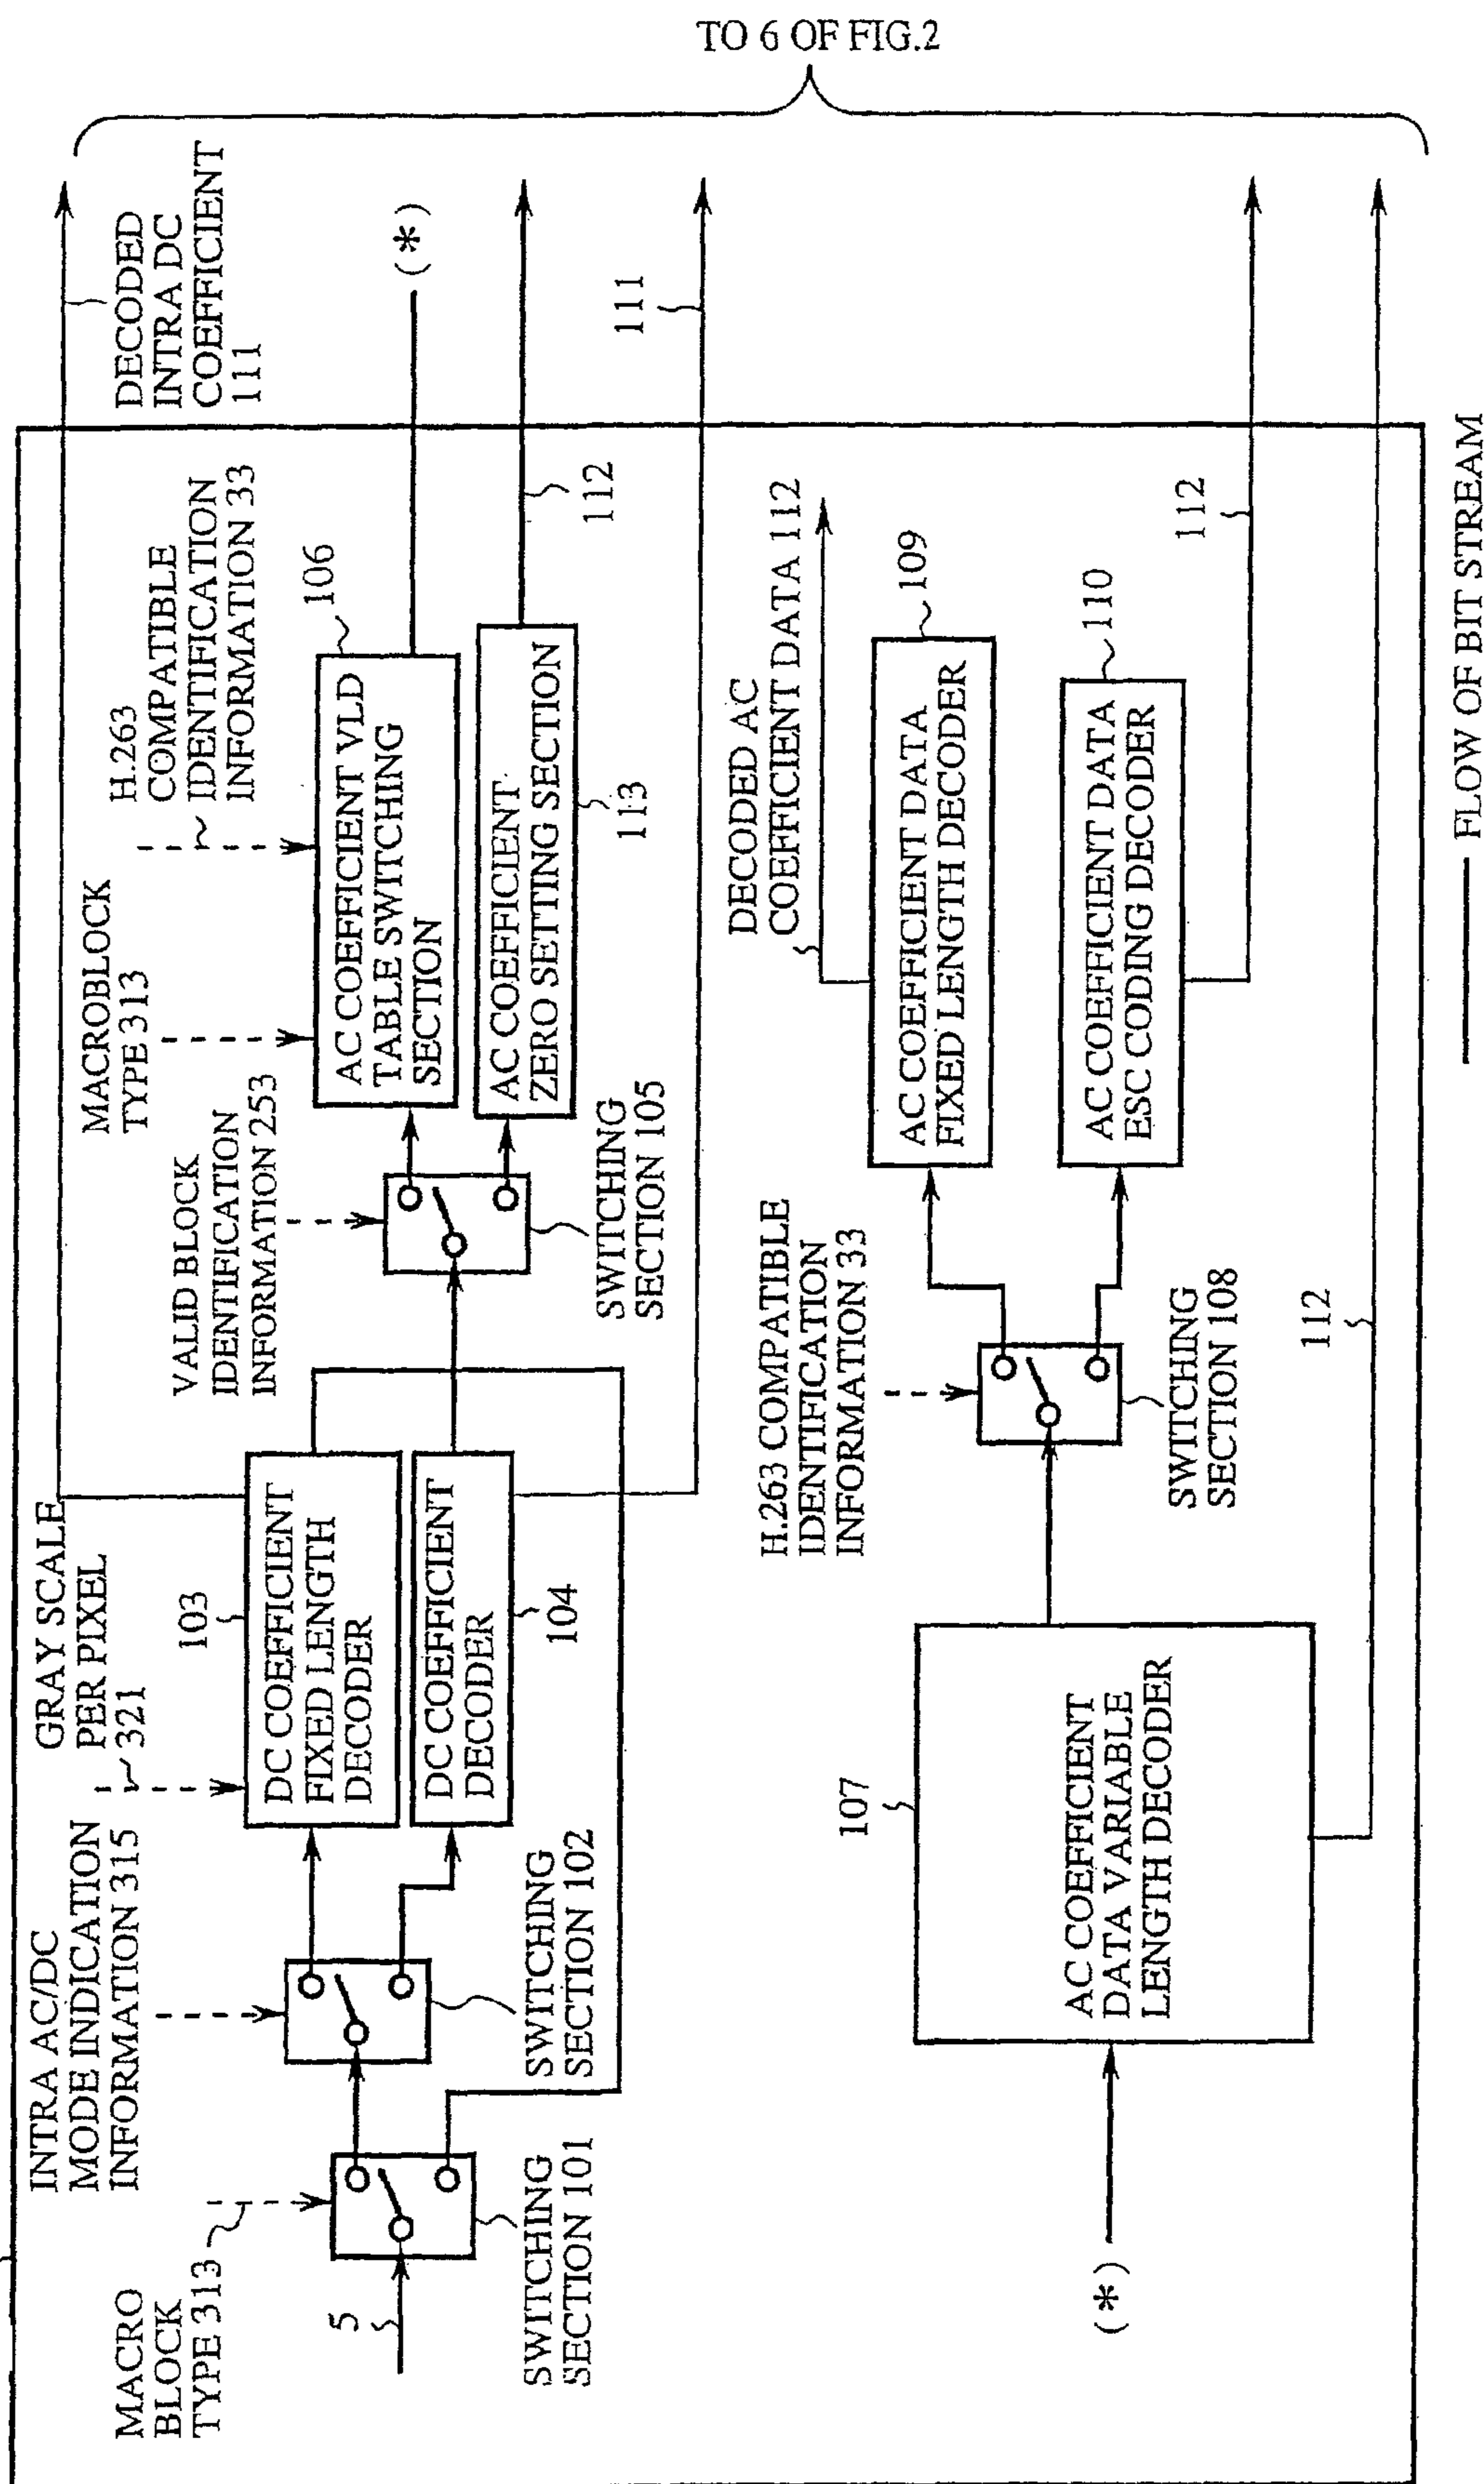 TO 6 OF FIG.2
DECODED
INTRA DC
COEFFICIENT
111
(*)
111
H.263
COMPATIBLE
IDENTIFICATION
INFORMATION 33
106
112
MACROBLOCK
TYPE 313
AC COEFFICIENT VLD
TABLE SWITCHING
SECTION
AC COEFFICIENT
ZERO SETTING SECTION
113
VALID BLOCK
IDENTIFICATION
INFORMATION 253
SWITCHING
SECTION 105
GRAY SCALE
PER PIXEL
321
103
DC COEFFICIENT
FIXED LENGTH
DECODER
DC COEFFICIENT
DECODER
104
INTRA AC/DC
MODE INDICATION
INFORMATION 315
SWITCHING
SECTION 102
MACRO
BLOCK
TYPE 313
5
SWITCHING
SECTION 101
DECODED AC
COEFFICIENT DATA 112
109
AC COEFFICIENT DATA
FIXED LENGTH DECODER
110
AC COEFFICIENT DATA
ESC CODING DECODER
112
H.263 COMPATIBLE
IDENTIFICATION
INFORMATION 33
SWITCHING
SECTION 108
112
107
AC COEFFICIENT
DATA VARIABLE
LENGTH DECODER
(*)
FLOW OF BIT STREAM